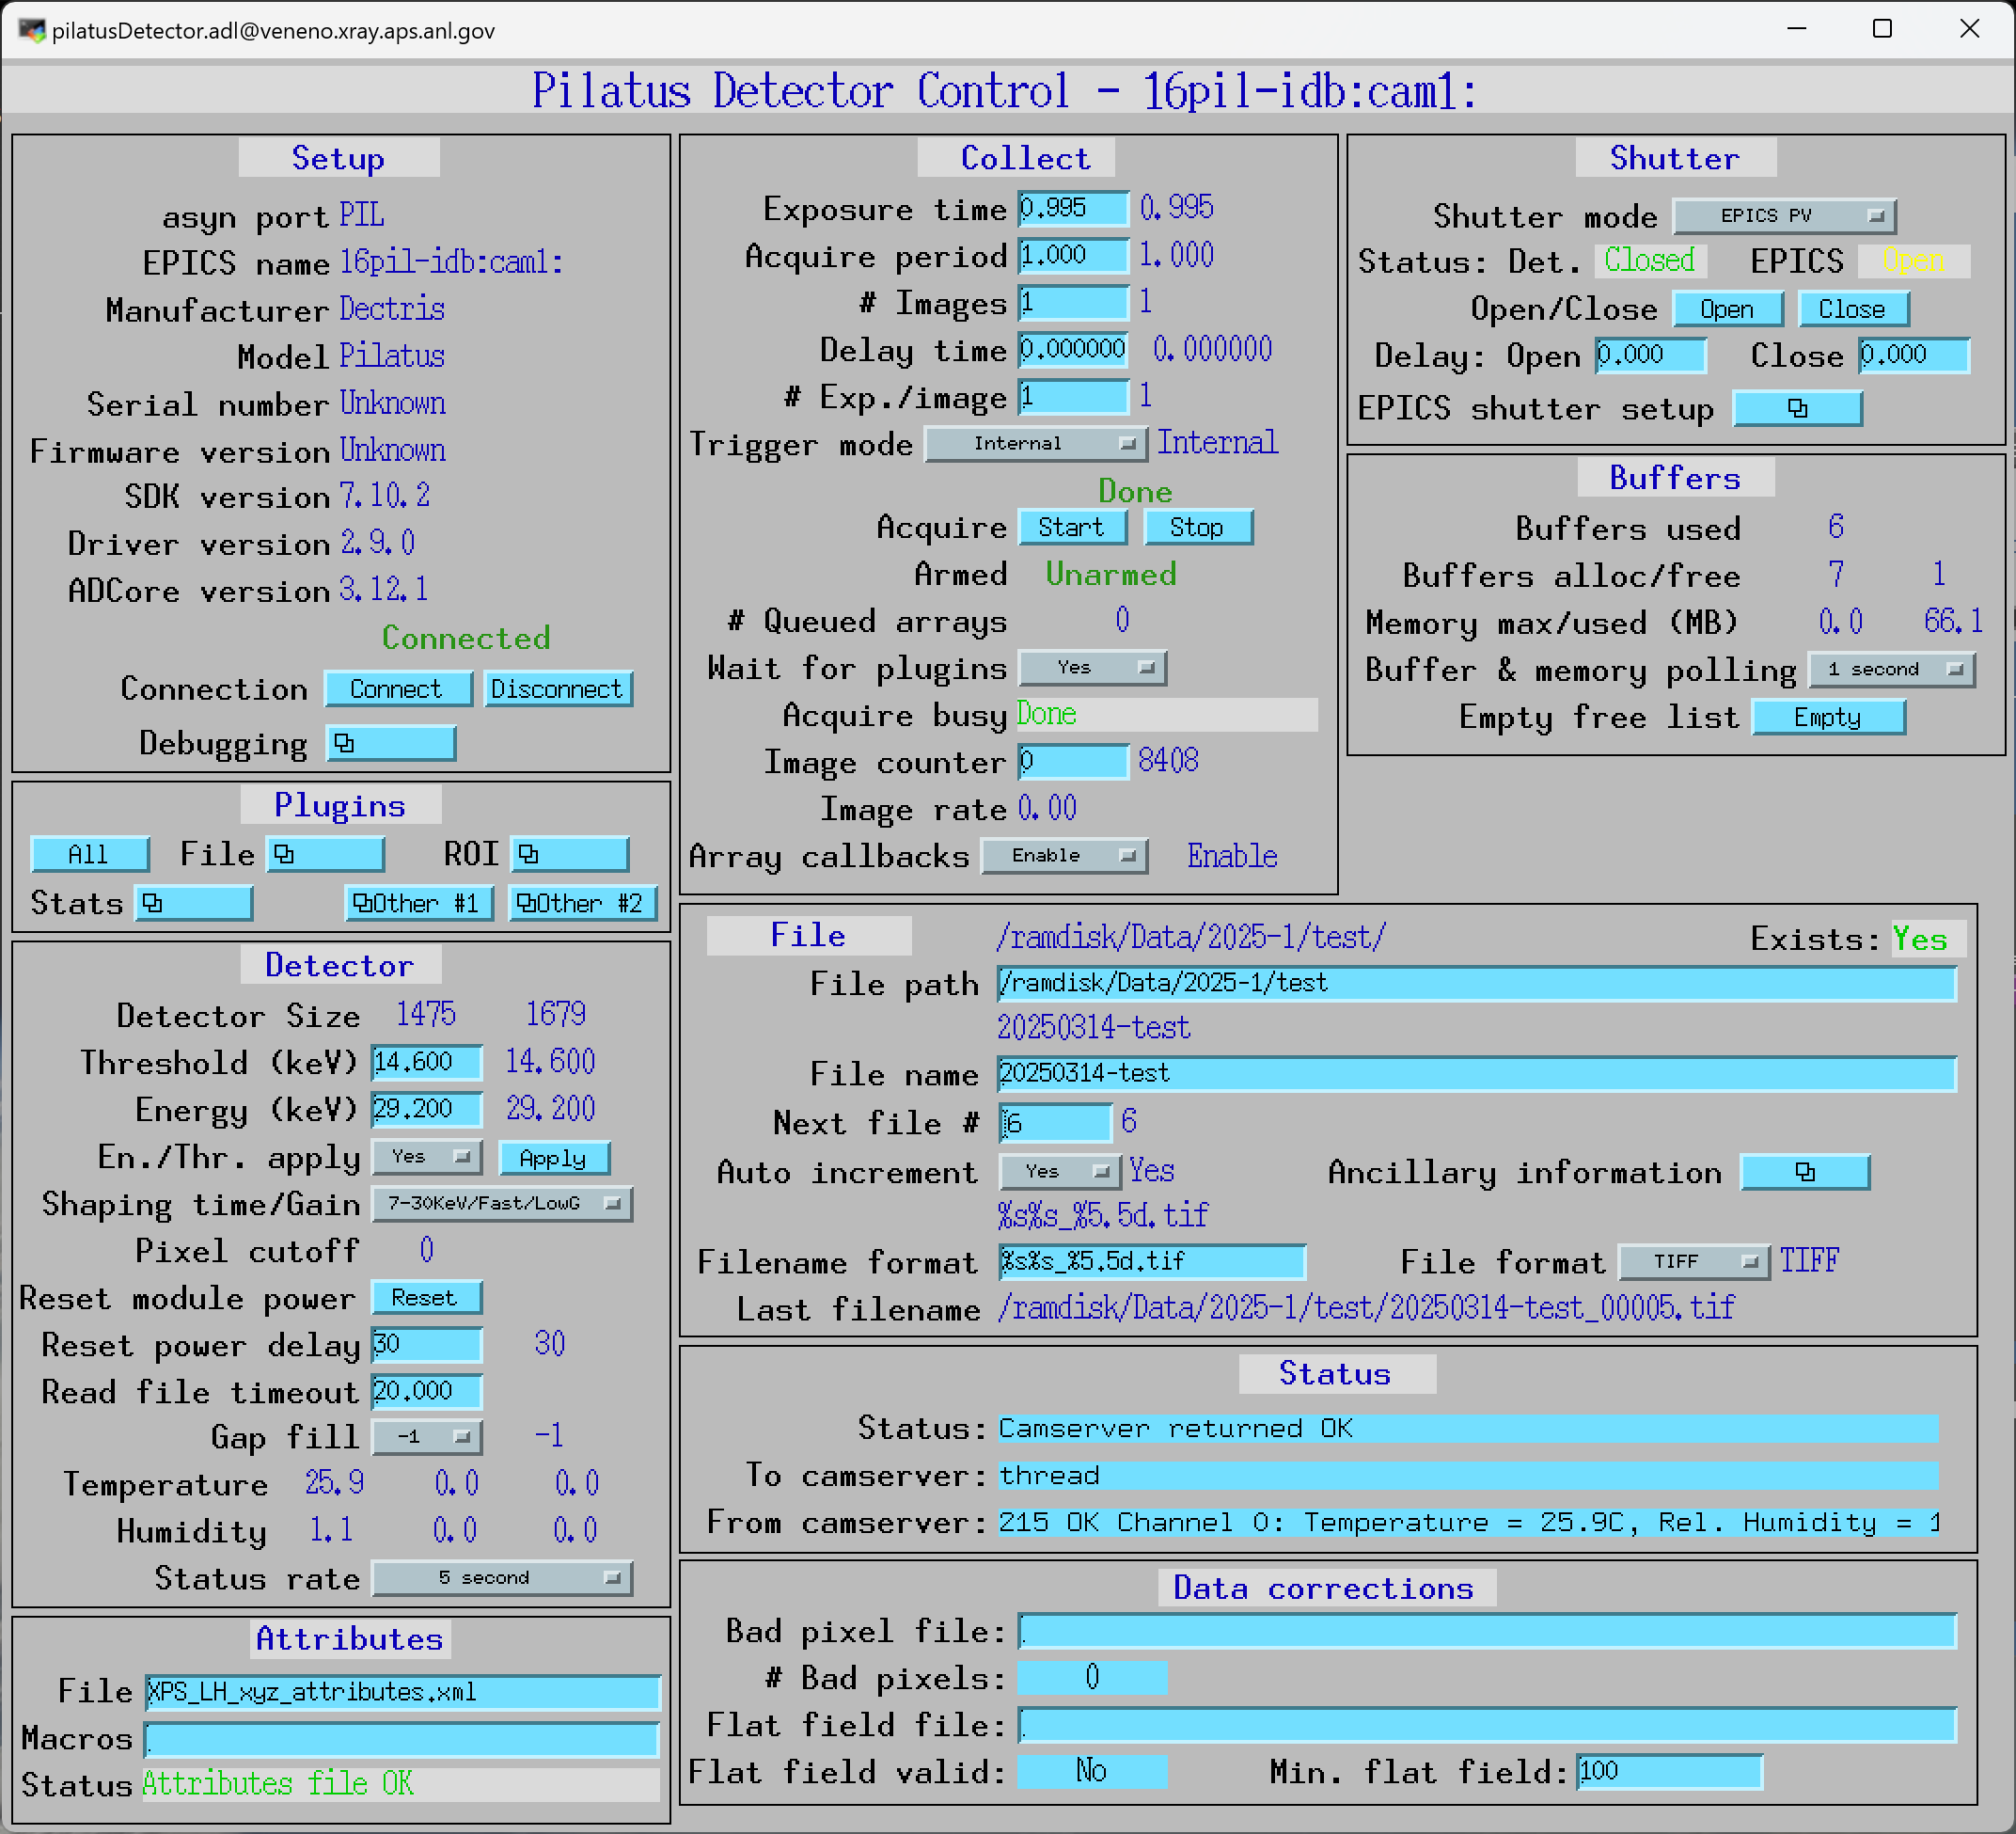 pilatusDetector.adl@veneno.xray.aps.anl.gov
Pilatus Detector Control - 16pil-idb:cam1:
Setup
asyn port PIL
EPICS name 16pil-idb:cam1:
Manufacturer Dectris
Model Pilatus
Serial number Unknown
Firmware version Unknown
SDK version 7.10.2
Driver version 2.9.0
ADCore version 3.12.1
Connected
Connection Connect Disconnect
Debugging
Plugins
All File ROI
Stats Other #1 Other #2
Detector
Detector Size 1475 1679
Threshold (keV) 14.600 14.600
Energy (keV) 29.200 29.200
En./Thr. apply Yes Apply
Shaping time/Gain 7-30KeV/Fast/LowG
Pixel cutoff 0
Reset module power Reset
Reset power delay 30 30
Read file timeout 20.000
Gap fill -1 -1
Temperature 25.9 0.0 0.0
Humidity 1.1 0.0 0.0
Status rate 5 second
Attributes
File XPS_LH_xyz_attributes.xml
Macros
Status Attributes file OK
Collect
Exposure time 0.995 0.995
Acquire period 1.000 1.000
# Images 1 1
Delay time 0.000000 0.000000
# Exp./image 1 1
Trigger mode Internal Internal
Done
Acquire Start Stop
Armed Unarmed
# Queued arrays 0
Wait for plugins Yes
Acquire busy Done
Image counter 0 8408
Image rate 0.00
Array callbacks Enable Enable
Shutter
Shutter mode EPICS PV
Status: Det. Closed EPICS Open
Open/Close Open Close
Delay: Open 0.000 Close 0.000
EPICS shutter setup
Buffers
Buffers used 6
Buffers alloc/free 7 1
Memory max/used (MB) 0.0 66.1
Buffer & memory polling 1 second
Empty free list Empty
File /ramdisk/Data/2025-1/test/ Exists: Yes
File path /ramdisk/Data/2025-1/test
20250314-test
File name 20250314-test
Next file # 6 6
Auto increment Yes Yes Ancillary information
%s%s_%5.5d.tif
Filename format %s%s_%5.5d.tif File format TIFF TIFF
Last filename /ramdisk/Data/2025-1/test/20250314-test_00005.tif
Status
Status: Camserver returned OK
To camserver: thread
From camserver: 215 OK Channel 0: Temperature = 25.9C, Rel. Humidity = 1
Data corrections
Bad pixel file:
# Bad pixels: 0
Flat field file:
Flat field valid: No Min. flat field: 100